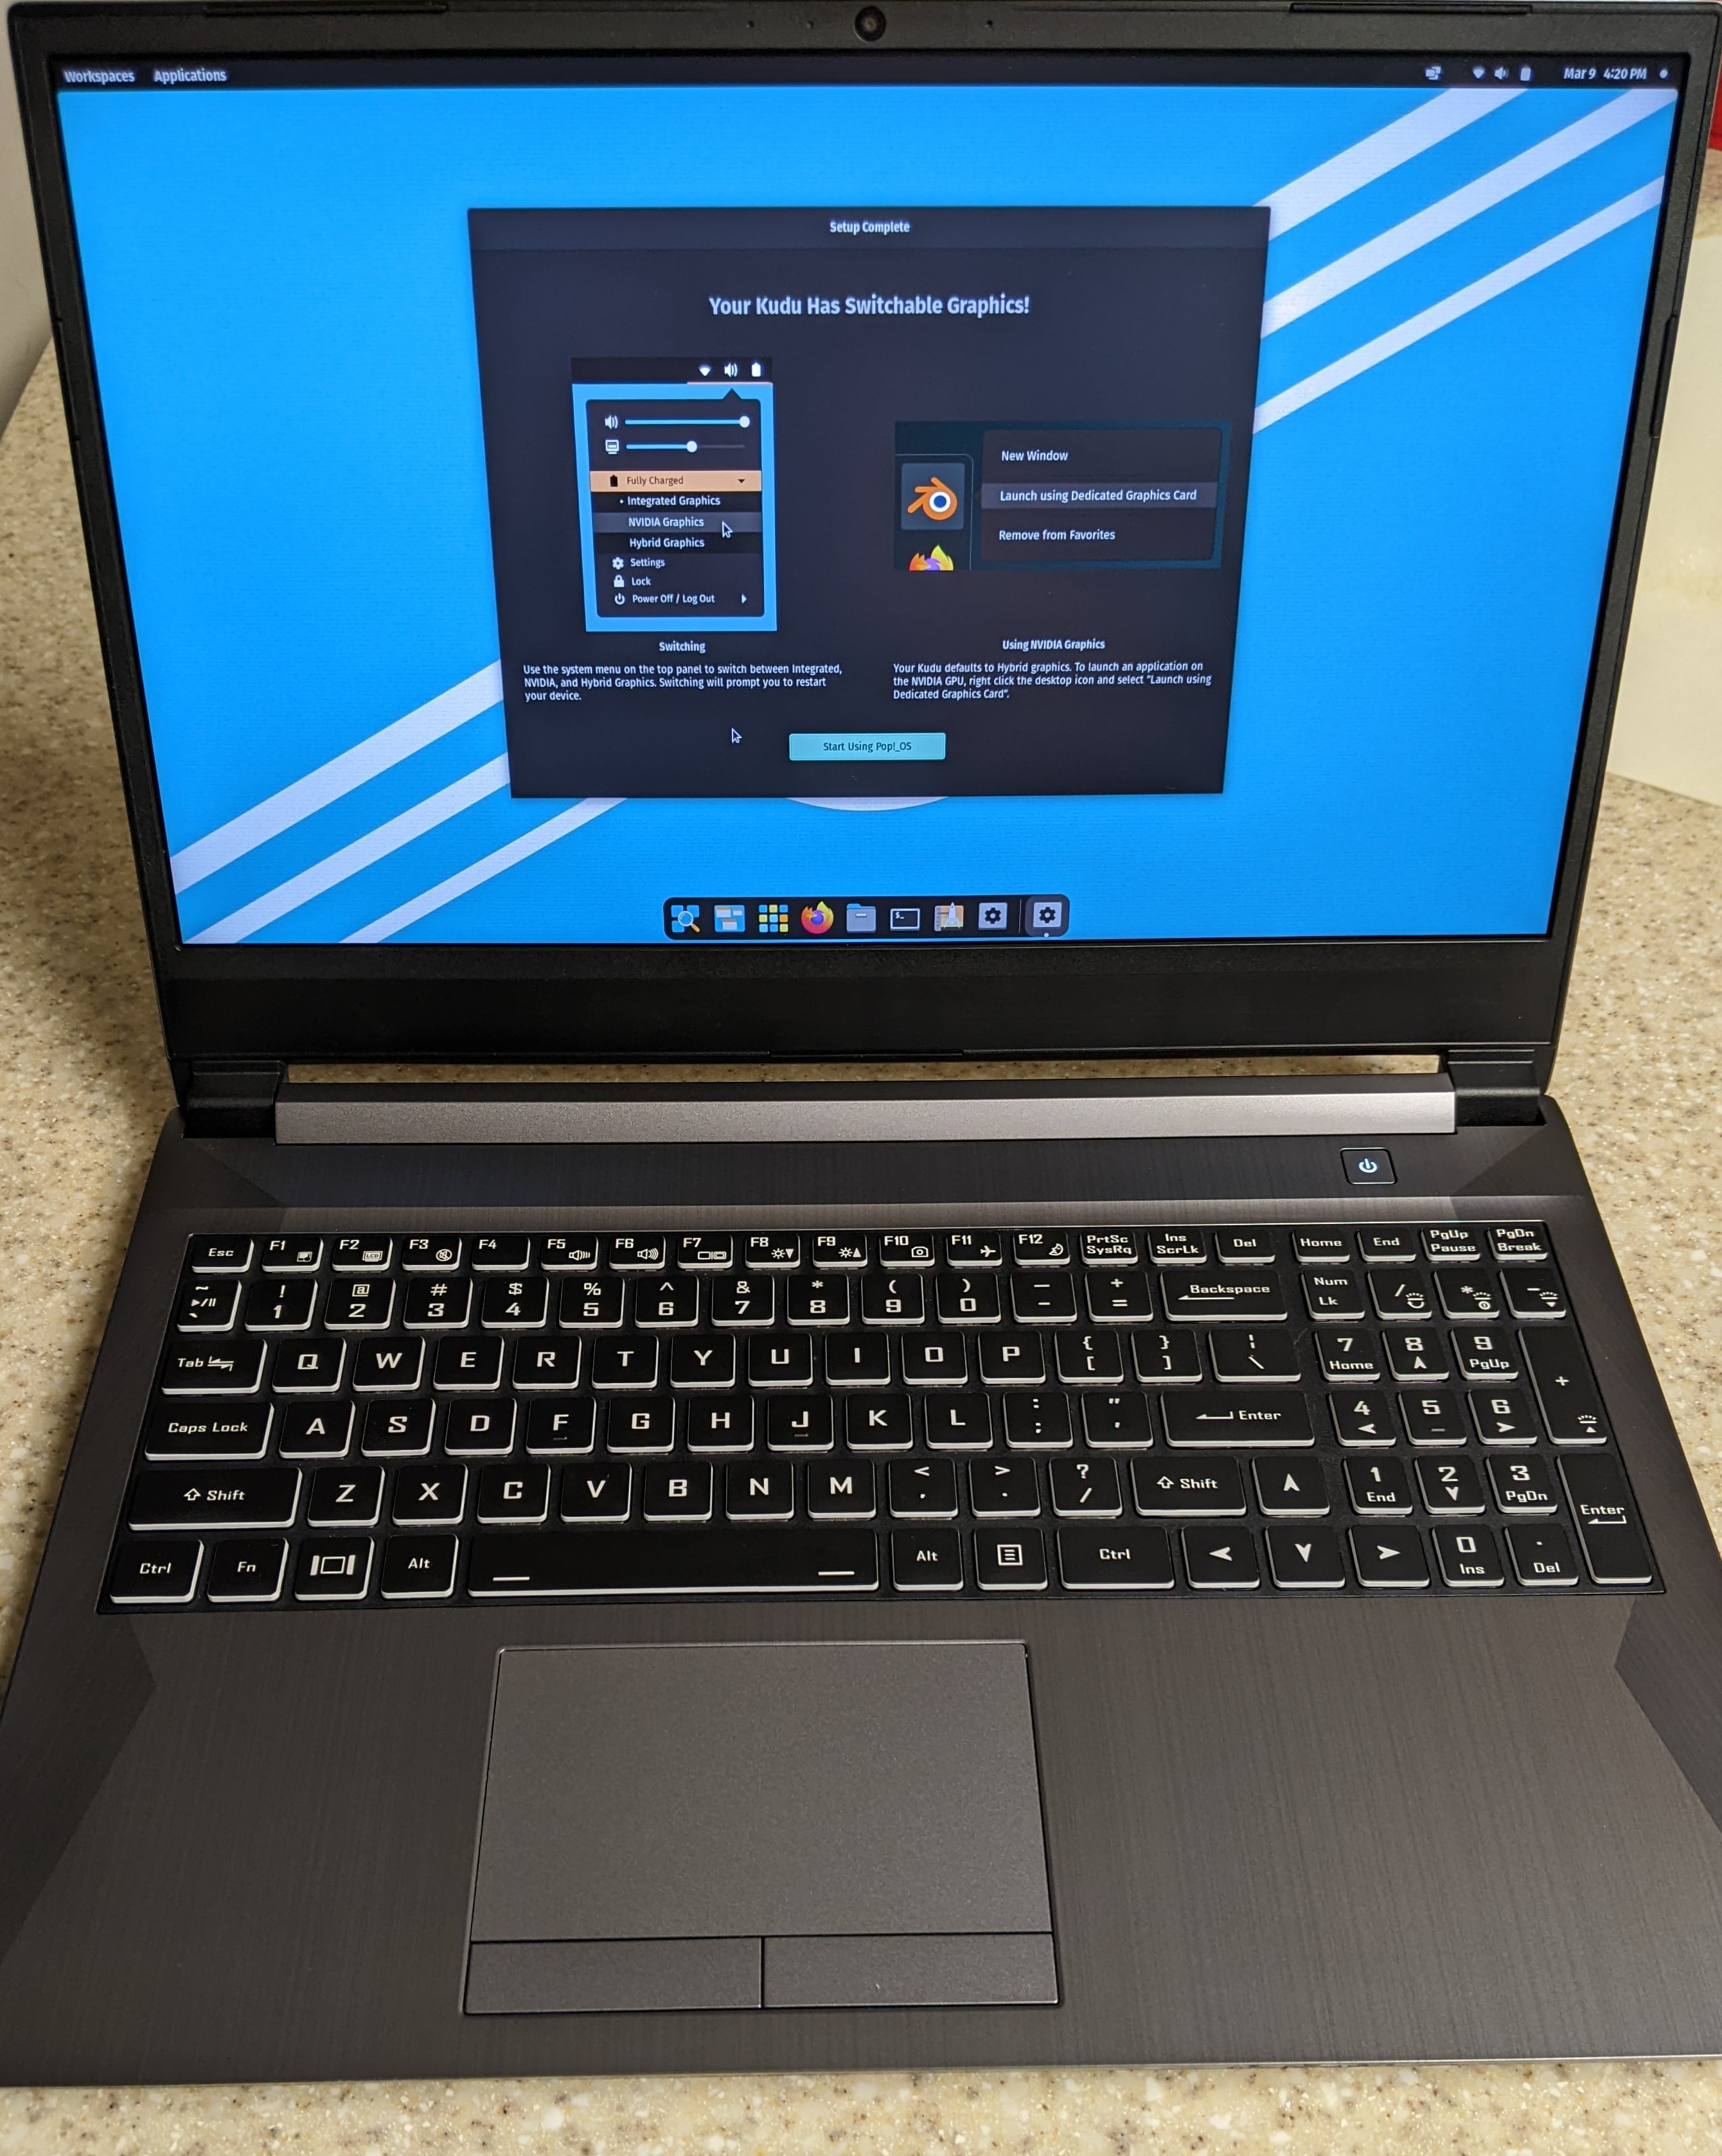 Workspaces Applications Mar 9 4:20 PM
Setup Complete
Your Kudu Has Switchable Graphics!
Fully Charged
• Integrated Graphics
NVIDIA Graphics
Hybrid Graphics
Settings
Lock
Power Off / Log Out
New Window
Launch using Dedicated Graphics Card
Remove from Favorites
Switching
Use the system menu on the top panel to switch between Integrated,
NVIDIA, and Hybrid Graphics. Switching will prompt you to restart
your device.
Using NVIDIA Graphics
Your Kudu defaults to Hybrid graphics. To launch an application on
the NVIDIA GPU, right click the desktop icon and select "Launch using
Dedicated Graphics Card".
Start Using Pop!_OS
Esc F1 F2 LCD F3 F4 F5 F6 F7 F8 F9 F10 F11 F12 PrtSc SysRq Ins ScrLk Del Home End PgUp Pause PgDn Break
~ ` ! 1 @ 2 # 3 $ 4 % 5 ^ 6 & 7 * 8 ( 9 ) 0 _ - + = Backspace Num Lk / * -
Tab Q W E R T Y U I O P { [ } ] ¦ \ 7 Home 8 9 PgUp +
Caps Lock A S D F G H J K L : ; " ' Enter 4 5 6
Shift Z X C V B N M < , > . ? / Shift 1 End 2 3 PgDn Enter
Ctrl Fn Alt Alt Ctrl 0 Ins . Del